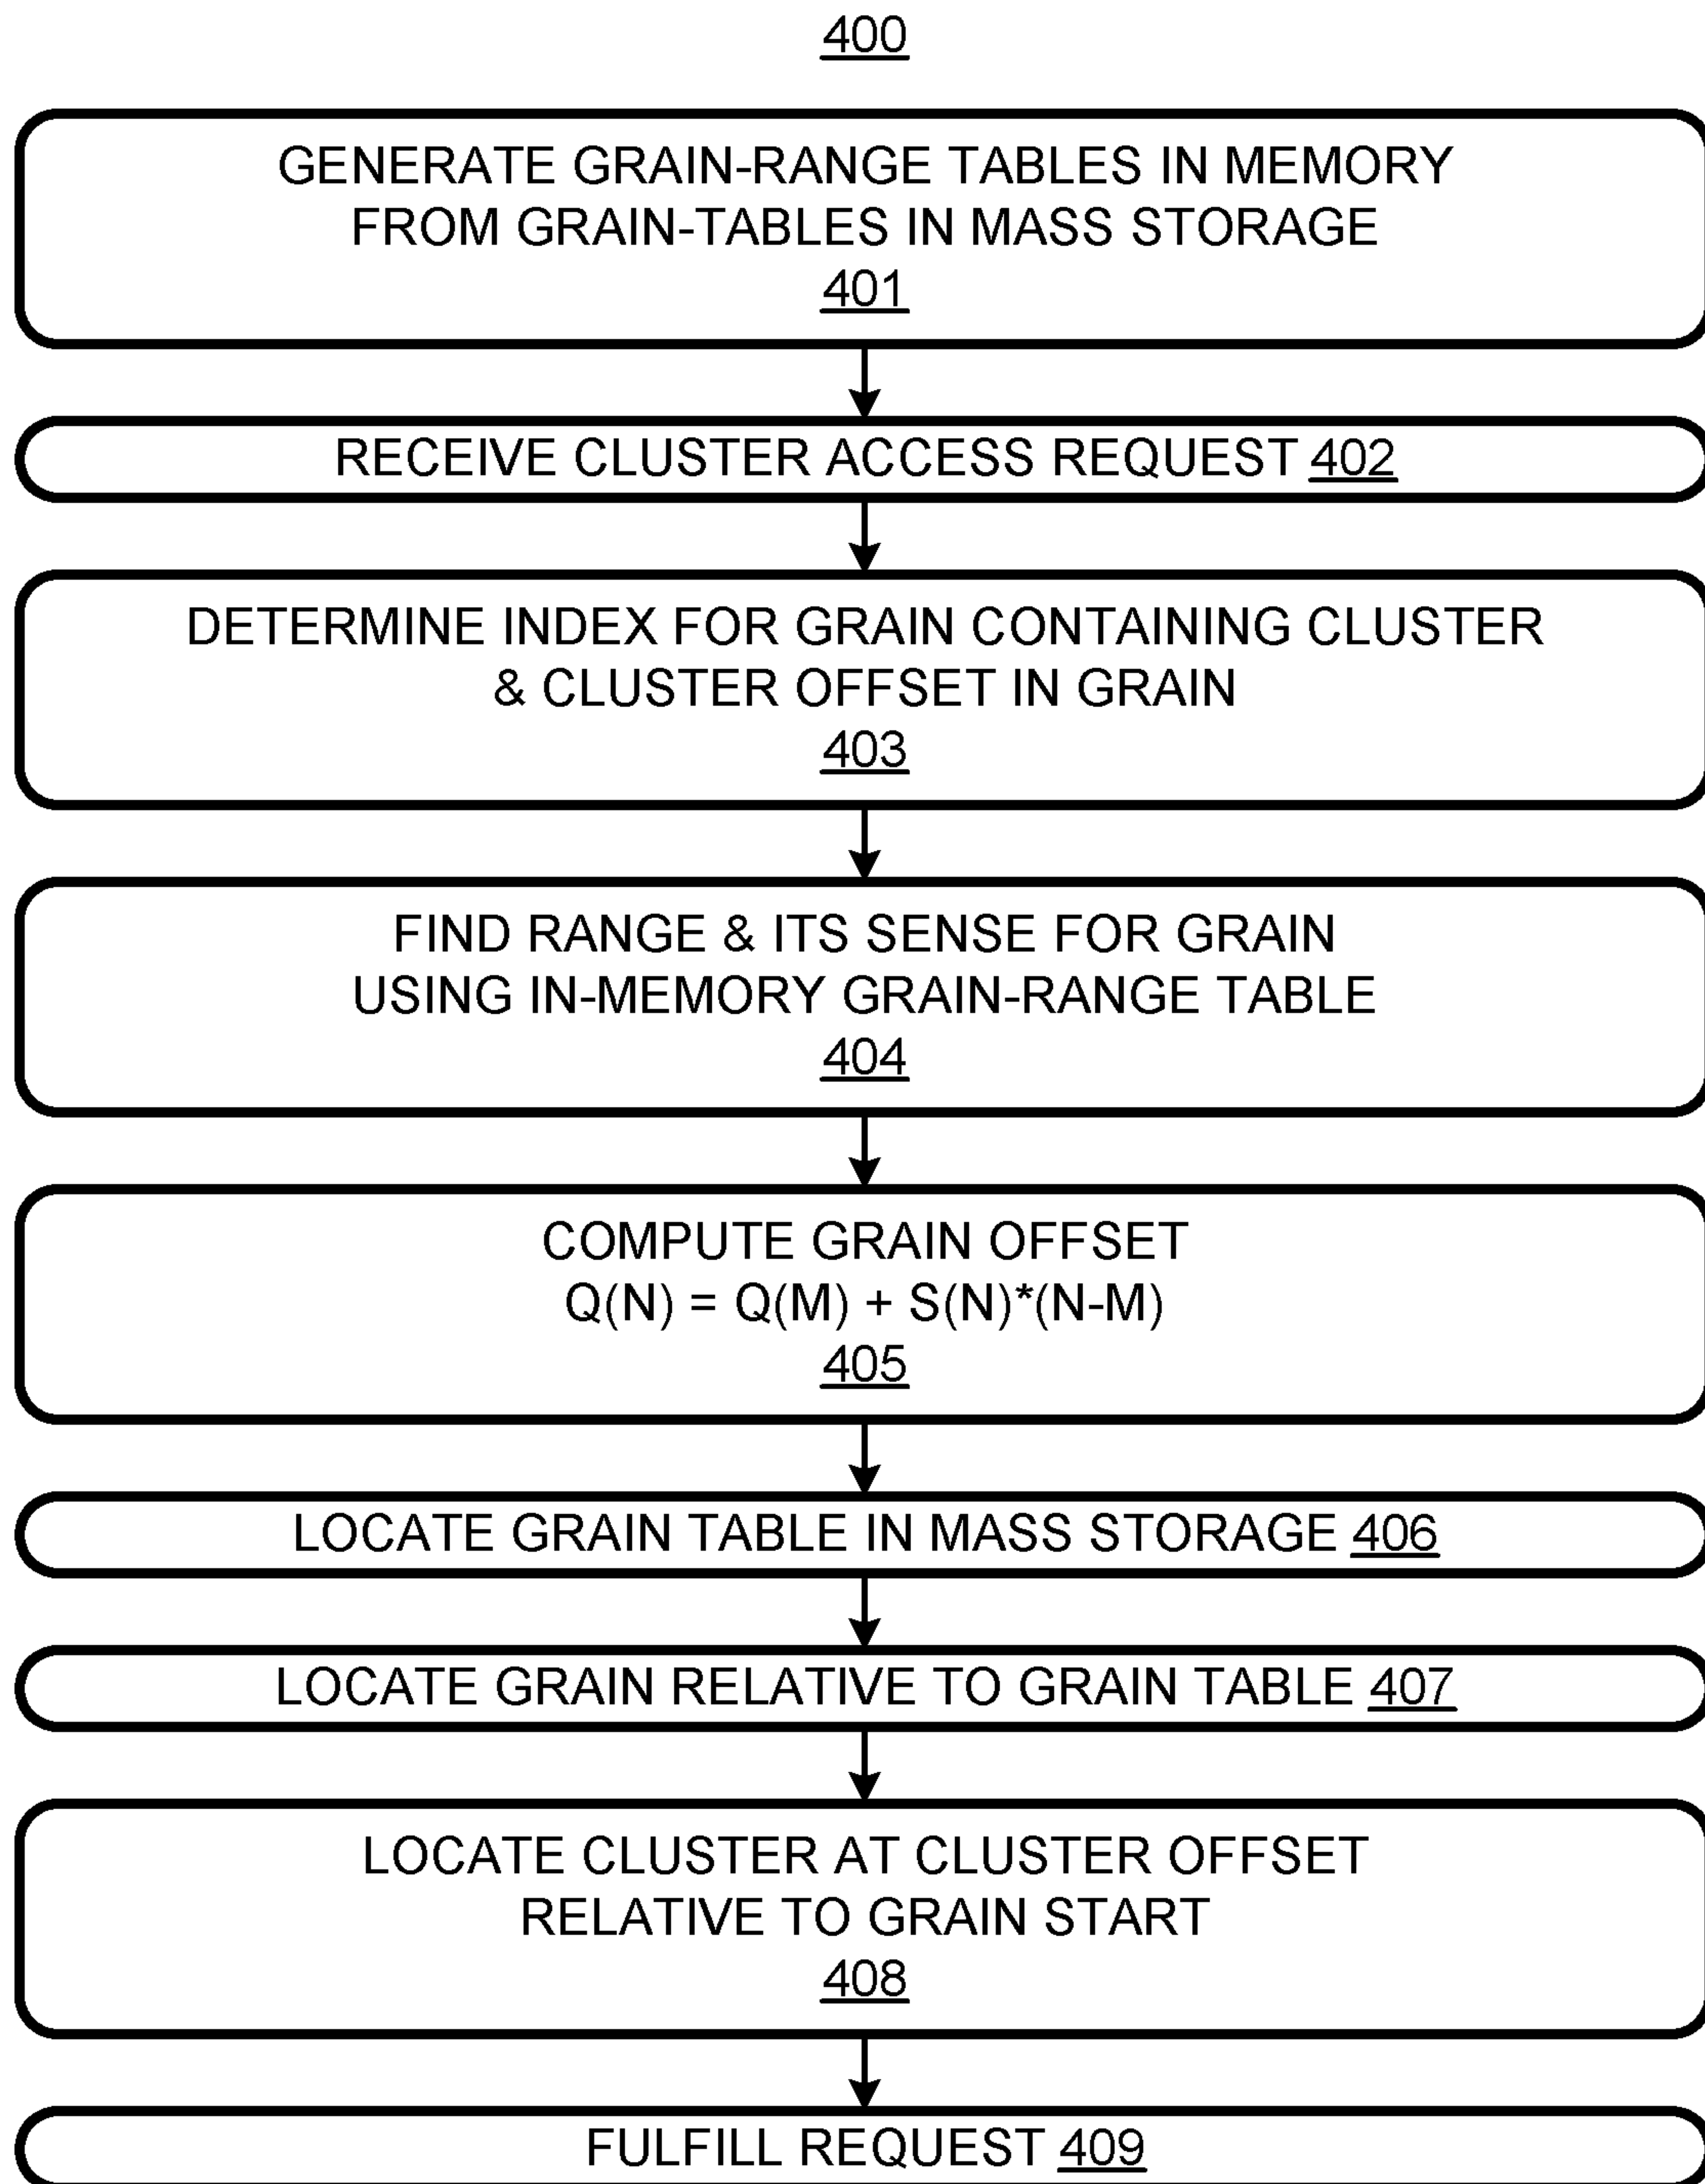 400
GENERATE GRAIN-RANGE TABLES IN MEMORY
FROM GRAIN-TABLES IN MASS STORAGE
401
RECEIVE CLUSTER ACCESS REQUEST 402
DETERMINE INDEX FOR GRAIN CONTAINING CLUSTER
& CLUSTER OFFSET IN GRAIN
403
FIND RANGE & ITS SENSE FOR GRAIN
USING IN-MEMORY GRAIN-RANGE TABLE
404
COMPUTE GRAIN OFFSET
Q(N) = Q(M) + S(N)*(N-M)
405
LOCATE GRAIN TABLE IN MASS STORAGE 406
LOCATE GRAIN RELATIVE TO GRAIN TABLE 407
LOCATE CLUSTER AT CLUSTER OFFSET
RELATIVE TO GRAIN START
408
FULFILL REQUEST 409